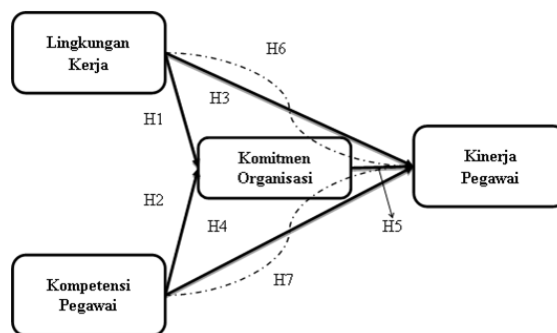 Lingkungan
Kerja
H6
H3
H1
Komitmen
Organisasi
Kinerja
Pegawai
H2
H4
H5
Kompetensi
Pegawai
H7